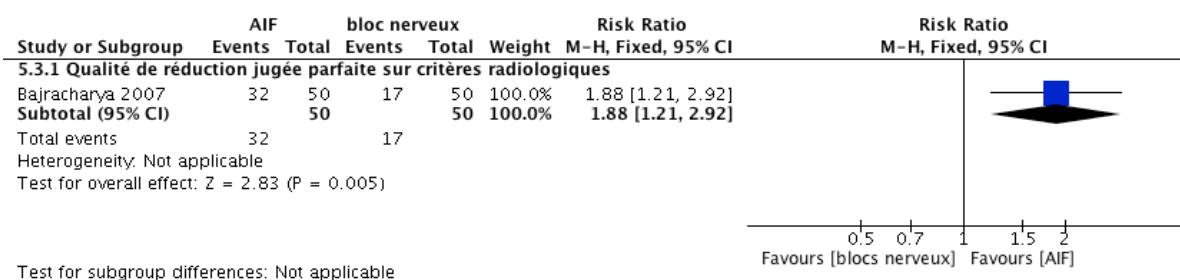 AIF bloc nerveux Risk Ratio Risk Ratio
Study or Subgroup Events Total Events Total Weight M-H, Fixed, 95% CI M-H, Fixed, 95% CI
5.3.1 Qualité de réduction jugée parfaite sur critères radiologiques
Bajracharya 2007 32 50 17 50 100.0% 1.88 [1.21, 2.92]
Subtotal (95% CI) 50 50 100.0% 1.88 [1.21, 2.92]
Total events 32 17
Heterogeneity: Not applicable
Test for overall effect: Z = 2.83 (P = 0.005)
0.5 0.7 1 1.5 2
Favours [blocs nerveux] Favours [AIF]
Test for subgroup differences: Not applicable